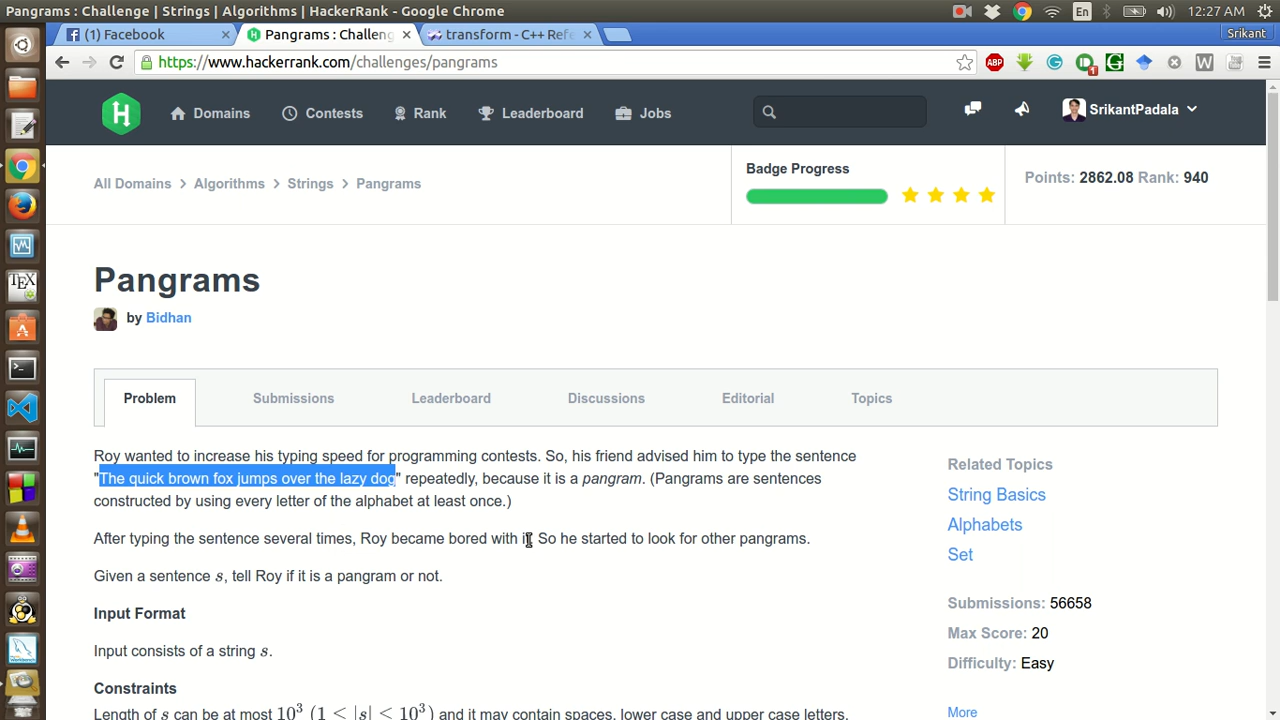 Pangrams : Challenge | Strings | Algorithms | HackerRank - Google Chrome
En
12:27 AM
(1) Facebook
Pangrams : Challeng
transform - C++ Refe
Srikant
https://www.hackerrank.com/challenges/pangrams
ABP
1
G
W
H
Domains
Contests
Rank
Leaderboard
Jobs
SrikantPadala
All Domains > Algorithms > Strings > Pangrams
Badge Progress
Points: 2862.08 Rank: 940
TEX
Pangrams
by Bidhan
Problem
Submissions
Leaderboard
Discussions
Editorial
Topics
Roy wanted to increase his typing speed for programming contests. So, his friend advised him to type the sentence
"The quick brown fox jumps over the lazy dog" repeatedly, because it is a pangram. (Pangrams are sentences
constructed by using every letter of the alphabet at least once.)
After typing the sentence several times, Roy became bored with it. So he started to look for other pangrams.
Given a sentence s, tell Roy if it is a pangram or not.
Input Format
Input consists of a string s.
Constraints
Length of s can be at most 10³ (1 ≤ |s| ≤ 10³) and it may contain spaces, lower case and upper case letters.
Related Topics
String Basics
Alphabets
Set
Submissions: 56658
Max Score: 20
Difficulty: Easy
More